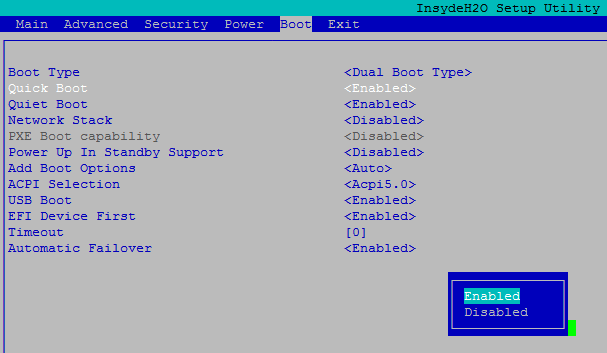 InsydeH2O Setup Utility
Main Advanced Security Power Boot Exit
Boot Type <Dual Boot Type>
Quick Boot <Enabled>
Quiet Boot <Enabled>
Network Stack <Disabled>
PXE Boot capability <Disabled>
Power Up In Standby Support <Disabled>
Add Boot Options <Auto>
ACPI Selection <Acpi5.0>
USB Boot <Enabled>
EFI Device First <Enabled>
Timeout [0]
Automatic Failover <Enabled>
Enabled
Disabled